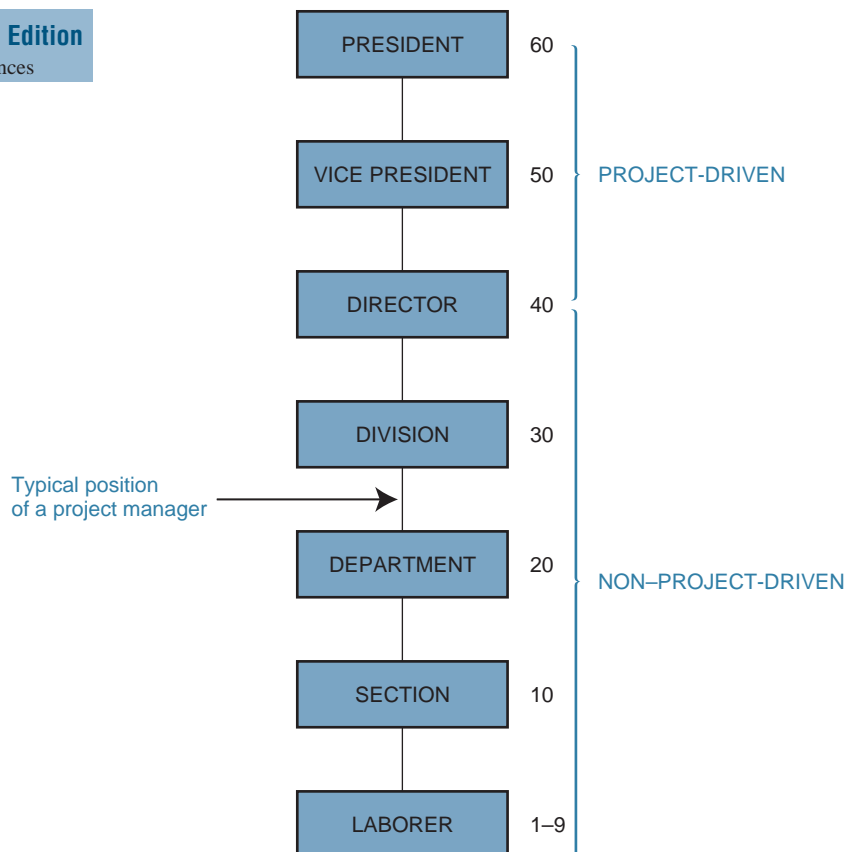 Edition
PRESIDENT 60
VICE PRESIDENT 50 PROJECT-DRIVEN
DIRECTOR 40
DIVISION 30
Typical position
of a project manager
DEPARTMENT 20
NON–PROJECT-DRIVEN
SECTION 10
LABORER 1–9